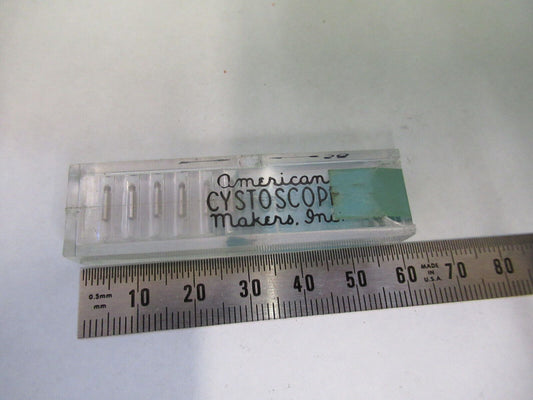 American
CYSTOSCOPE
Makers, Inc.
0.5mm
mm
10 20 30 40 50 60 70 80
MADE
IN
U.S.A.